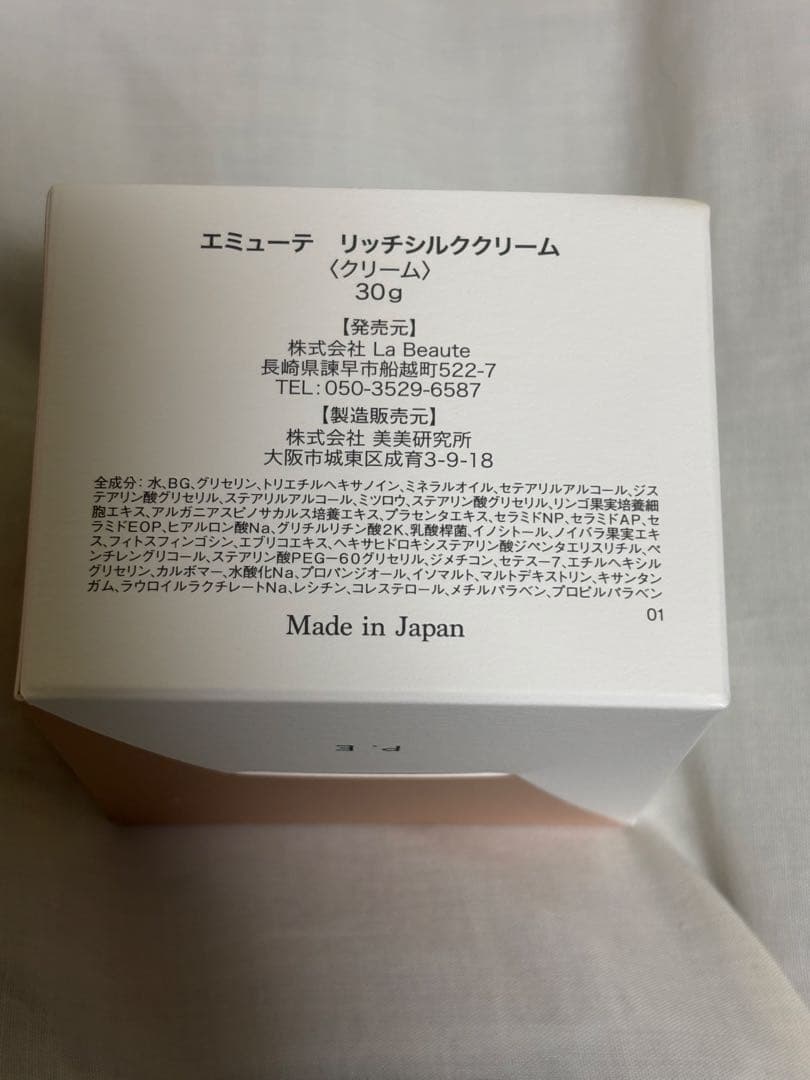 エミューテ　リッチシルククリーム
〈クリーム〉
30g
【発売元】
株式会社 La Beaute
長崎県諫早市船越町522-7
TEL:050-3529-6587
【製造販売元】
株式会社 美美研究所
大阪市城東区成育3-9-18
全成分：水、BG、グリセリン、トリエチルヘキサノイン、ミネラルオイル、セテアリルアルコール、ジス
テアリン酸グリセリル、ステアリルアルコール、ミツロウ、ステアリン酸グリセリル、リンゴ果実培養細
胞エキス、アルガニアスピノサカルス培養エキス、プラセンタエキス、セラミドNP、セラミドAP、セ
ラミドEOP、ヒアルロン酸Na、グリチルリチン酸2K、乳酸桿菌、イノシトール、ノイバラ果実エキ
ス、フィトスフィンゴシン、エブリコエキス、ヘキサヒドロキシステアリン酸ジペンタエリスリチル、ペ
ンチレングリコール、ステアリン酸PEG－60グリセリル、ジメチコン、セテス－7、エチルヘキシル
グリセリン、カルボマー、水酸化Na、プロパンジオール、イソマルト、マルトデキストリン、キサンタン
ガム、ラウロイルラクチレートNa、レシチン、コレステロール、メチルパラベン、プロピルパラベン
01
Made in Japan
P. E